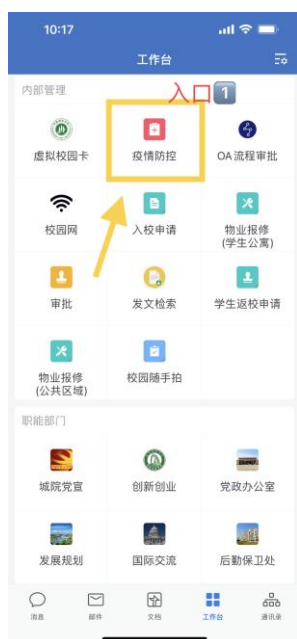 10:17
工作台
内部管理
入口1
虚拟校园卡
疫情防控
OA流程审批
校园网
入校申请
物业报修
(学生公寓)
审批
发文检索
学生返校申请
物业报修
(公共区域)
校园随手拍
职能部门
城院党宣
创新创业
党政办公室
发展规划
国际交流
后勤保卫处
消息
邮件
文档
工作台
通讯录